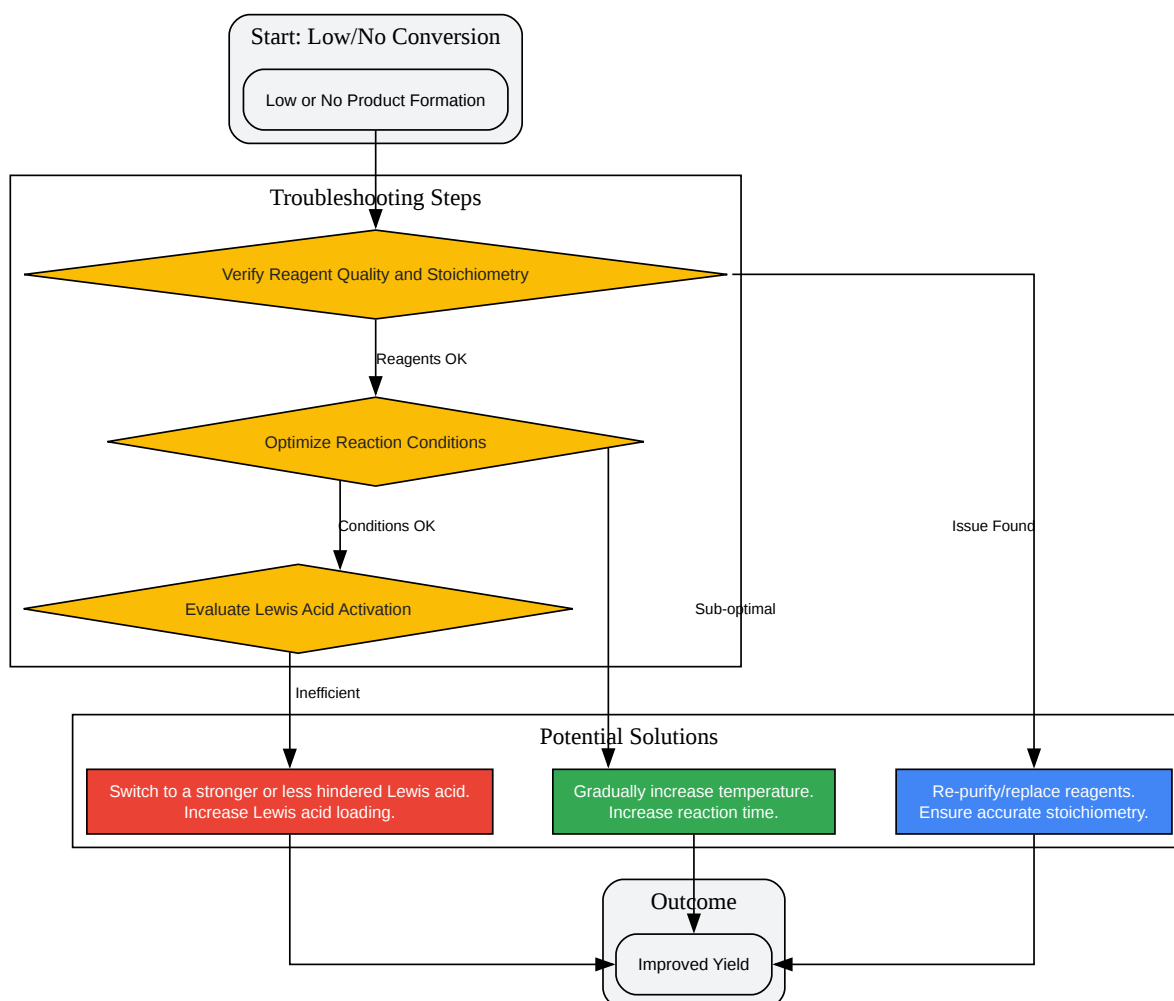 Start: Low/No Conversion
Low or No Product Formation
Troubleshooting Steps
Verify Reagent Quality and Stoichiometry
Reagents OK
Optimize Reaction Conditions
Conditions OK
Issue Found
Evaluate Lewis Acid Activation
Sub-optimal
Inefficient
Potential Solutions
Switch to a stronger or less hindered Lewis acid.
Increase Lewis acid loading.
Gradually increase temperature.
Increase reaction time.
Re-purify/replace reagents.
Ensure accurate stoichiometry.
Outcome
Improved Yield